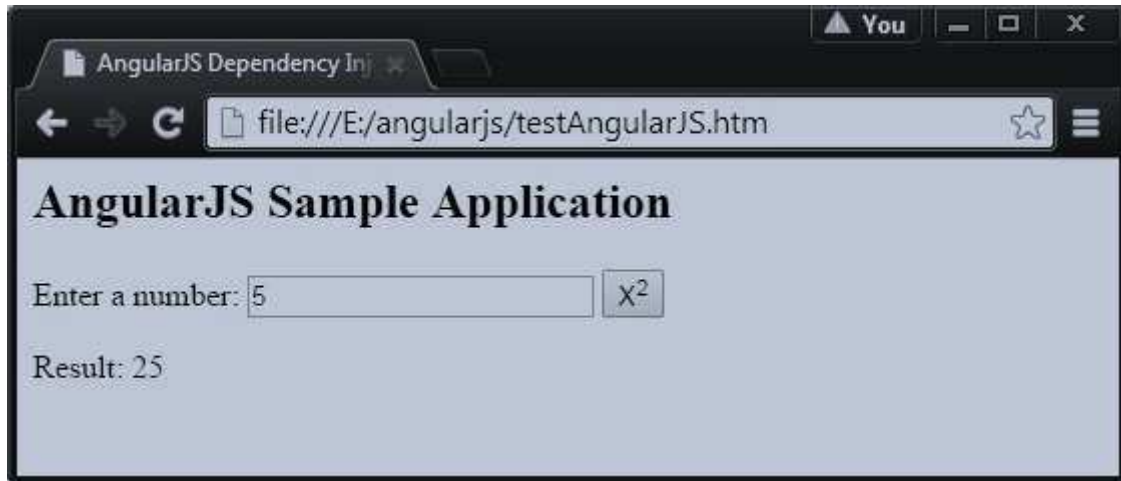 You
AngularJS Dependency Inj
file:///E:/angularjs/testAngularJS.htm
AngularJS Sample Application
Enter a number: 5 X²
Result: 25